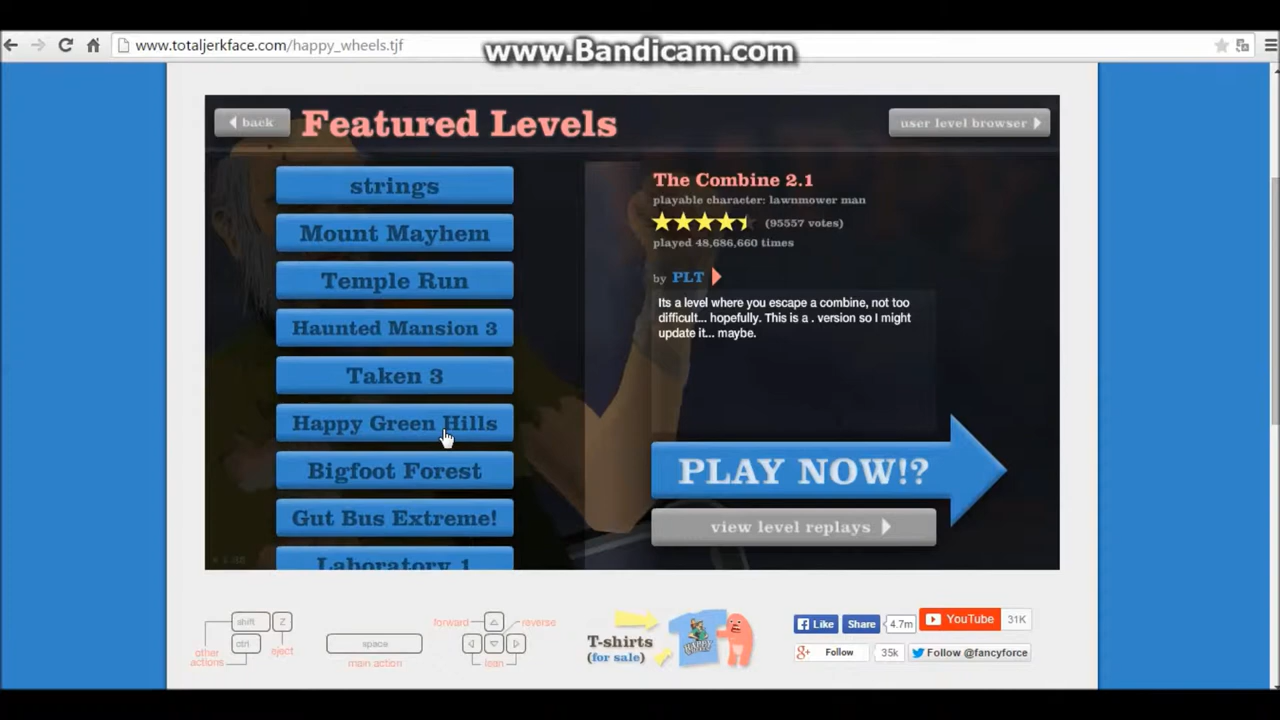 www.totaljerkface.com/happy_wheels.tjf
www.Bandicam.com
back
Featured Levels
user level browser
strings
Mount Mayhem
Temple Run
Haunted Mansion 3
Taken 3
Happy Green Hills
Bigfoot Forest
Gut Bus Extreme!
Laboratory 1
The Combine 2.1
playable character: lawnmower man
(95557 votes)
played 48,686,660 times
by PLT
Its a level where you escape a combine, not too
difficult... hopefully. This is a . version so I might
update it... maybe.
PLAY NOW!?
view level replays
shift
Z
ctrl
other
actions
eject
space
main action
forward
reverse
lean
T-shirts
(for sale)
Like
Share
4.7m
YouTube
31K
Follow
35k
Follow @fancyforce